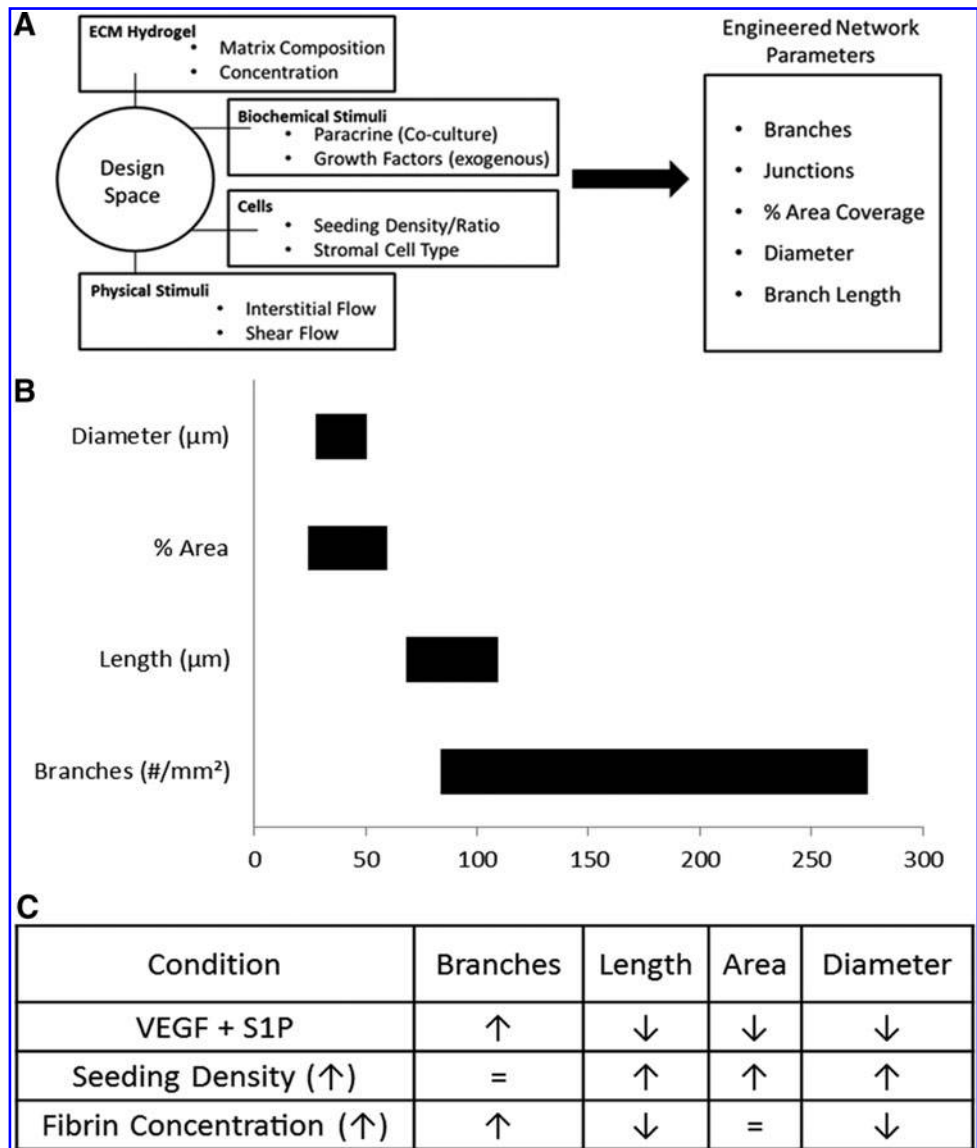 A
ECM Hydrogel
• Matrix Composition
• Concentration
Biochemical Stimuli
• Paracrine (Co-culture)
• Growth Factors (exogenous)
Design
Space
Cells
• Seeding Density/Ratio
• Stromal Cell Type
Physical Stimuli
• Interstitial Flow
• Shear Flow
Engineered Network
Parameters
• Branches
• Junctions
• % Area Coverage
• Diameter
• Branch Length
B
Diameter (µm)
% Area
Length (µm)
Branches (#/mm²)
0 50 100 150 200 250 300
C
Condition Branches Length Area Diameter
VEGF + S1P ↑ ↓ ↓ ↓
Seeding Density (↑) = ↑ ↑ ↑
Fibrin Concentration (↑) ↑ ↓ = ↓